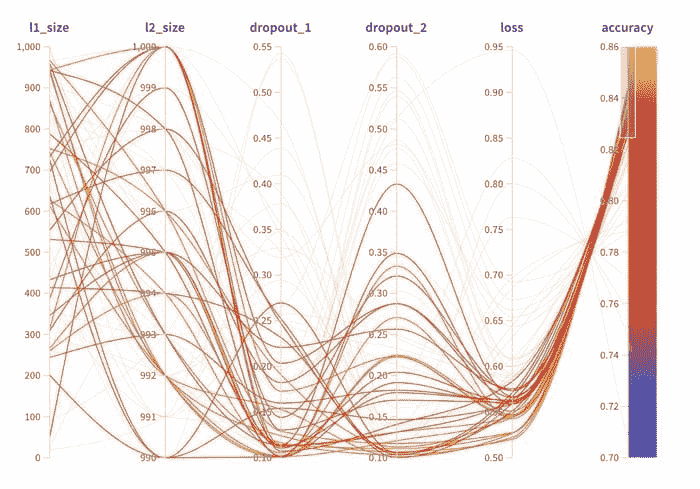 l1_size l2_size dropout_1 dropout_2 loss accuracy
1,000 1,000 0.55 0.60 0.95 0.86
900 999 0.50 0.55 0.90 0.84
800 998 0.45 0.50 0.85 0.82
700 997 0.40 0.45 0.80 0.80
600 996 0.35 0.40 0.75 0.78
500 995 0.30 0.35 0.70 0.76
400 994 0.25 0.30 0.65 0.74
300 993 0.20 0.25 0.60 0.72
200 992 0.15 0.20 0.55 0.70
100 991 0.10 0.15 0.50
0 990 0.10